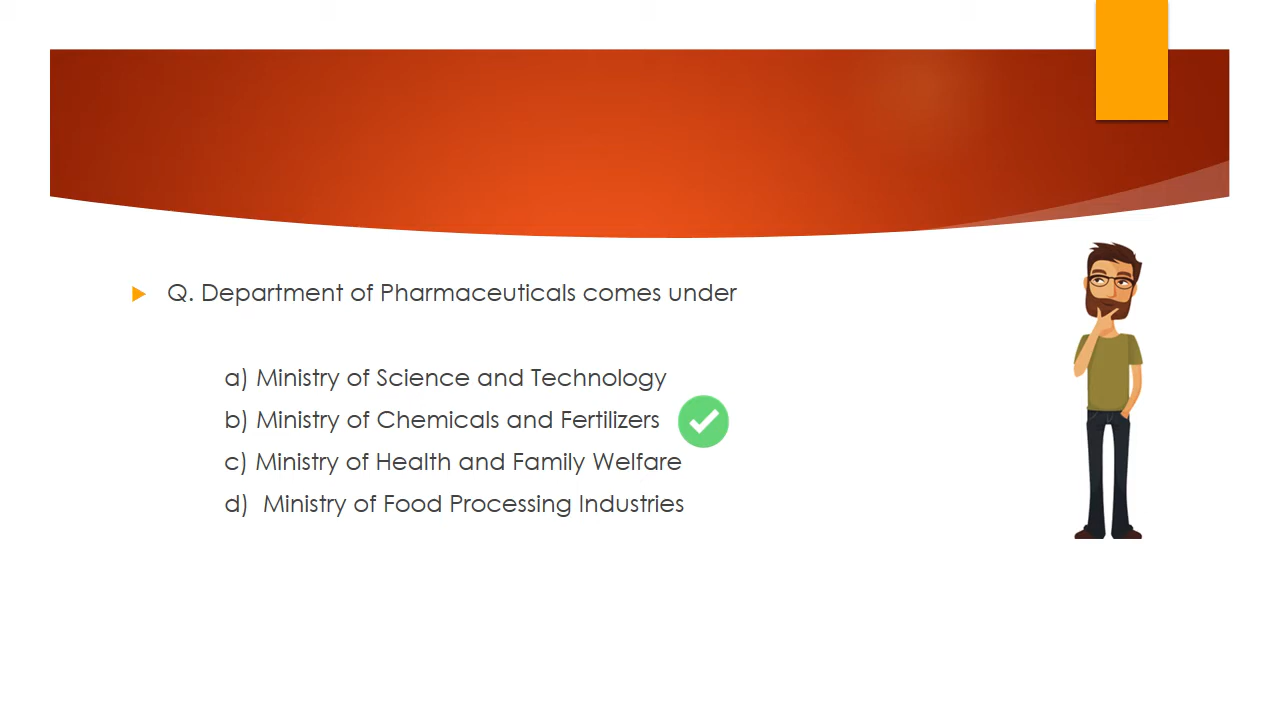 Q. Department of Pharmaceuticals comes under
a) Ministry of Science and Technology
b) Ministry of Chemicals and Fertilizers
c) Ministry of Health and Family Welfare
d) Ministry of Food Processing Industries